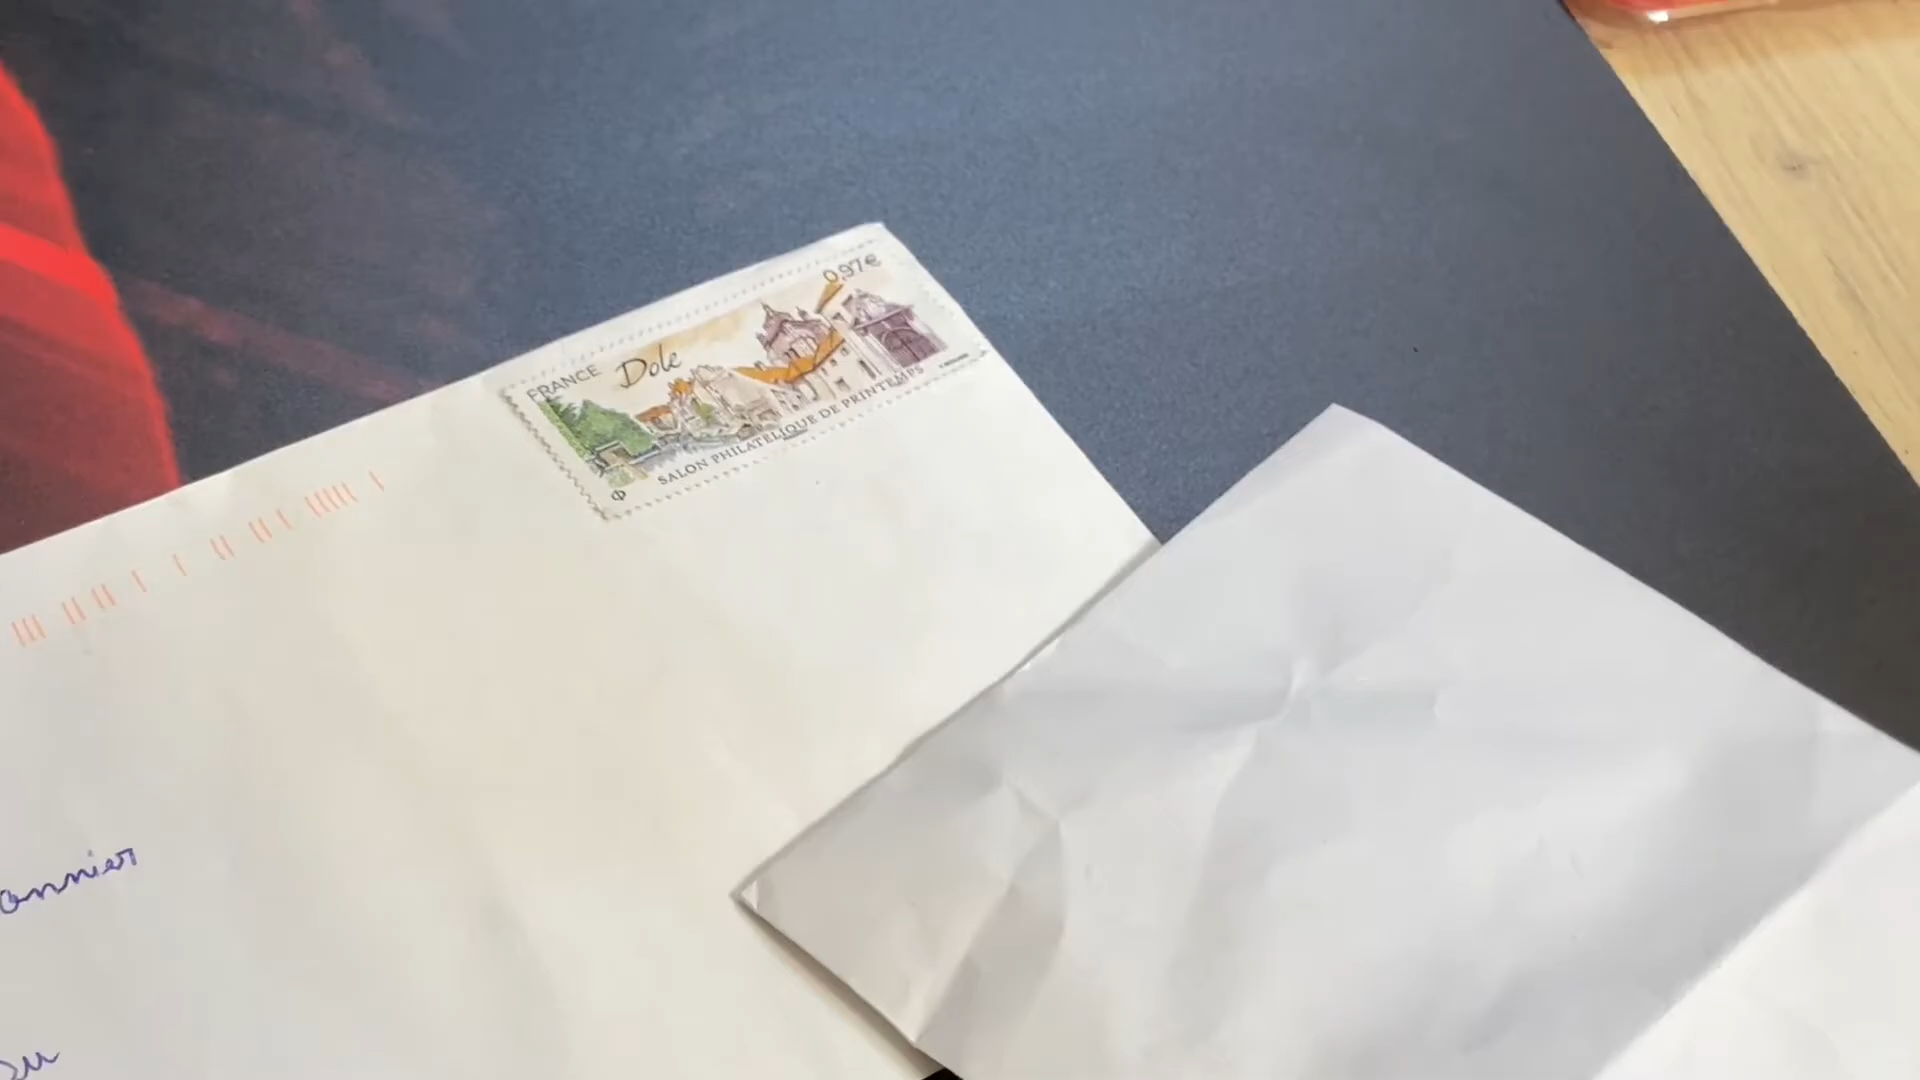 FRANCE Dole 0,97€
SALON PHILATÉLIQUE DE PRINTEMPS
onnier